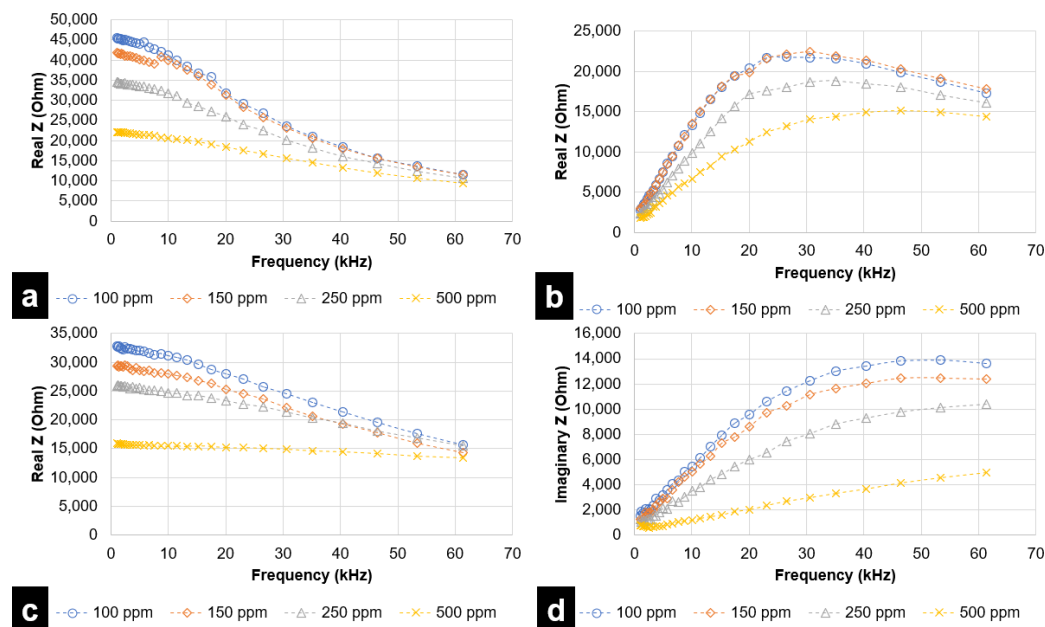 50,000
45,000
40,000
35,000
30,000
25,000
20,000
15,000
10,000
5,000
0
Real Z (Ohm)
0 10 20 30 40 50 60 70
Frequency (kHz)
a
100 ppm 150 ppm 250 ppm 500 ppm
25,000
20,000
15,000
10,000
5,000
0
Real Z (Ohm)
0 10 20 30 40 50 60 70
Frequency (kHz)
b
100 ppm 150 ppm 250 ppm 500 ppm
35,000
30,000
25,000
20,000
15,000
10,000
5,000
0
Real Z (Ohm)
0 10 20 30 40 50 60 70
Frequency (kHz)
c
100 ppm 150 ppm 250 ppm 500 ppm
16,000
14,000
12,000
10,000
8,000
6,000
4,000
2,000
0
Imaginary Z (Ohm)
0 10 20 30 40 50 60 70
Frequency (kHz)
d
100 ppm 150 ppm 250 ppm 500 ppm